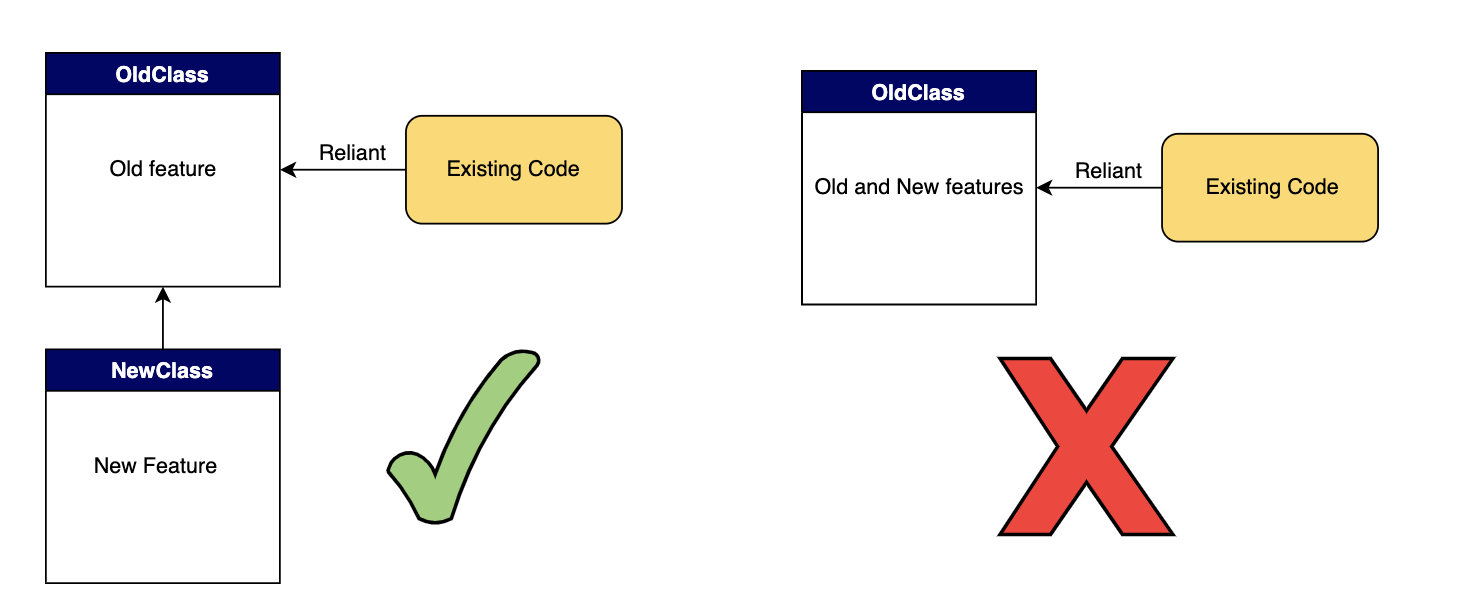 OldClass
Old feature
Reliant
Existing Code
NewClass
New Feature
OldClass
Old and New features
Reliant
Existing Code